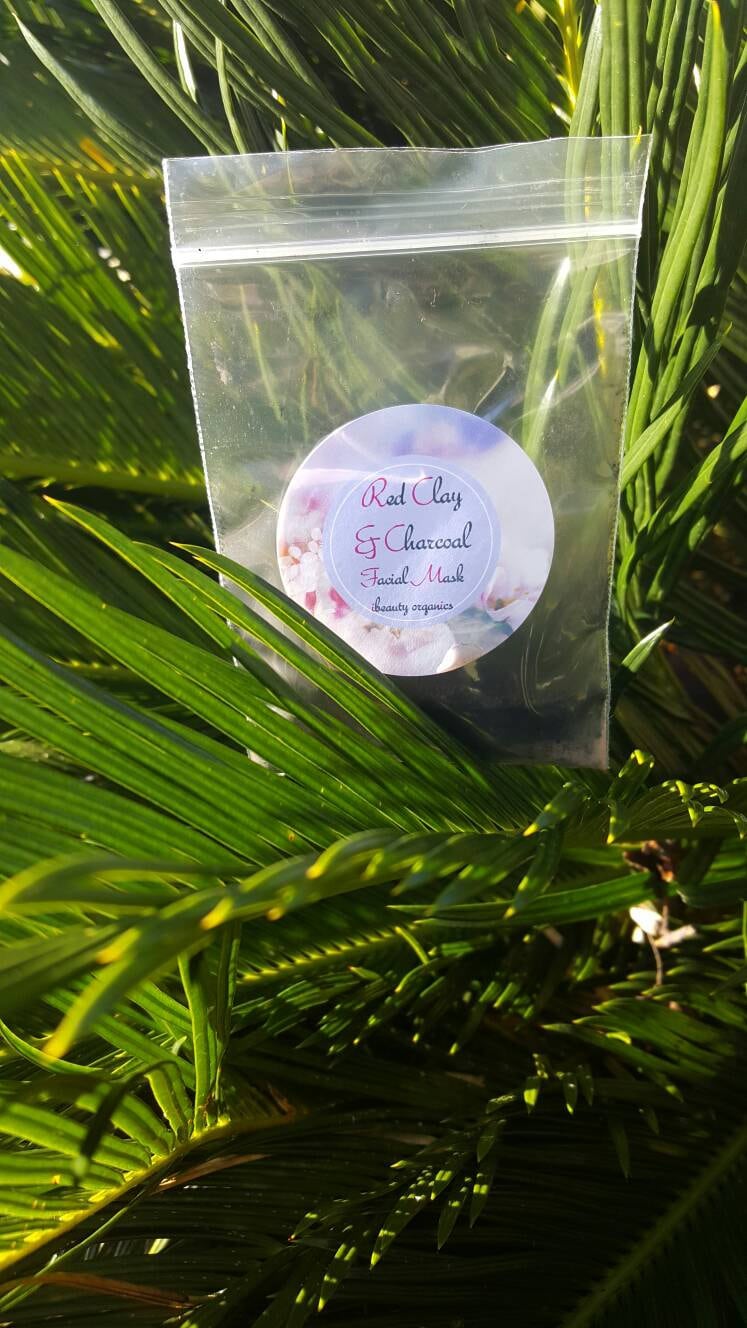 Red Clay
& Charcoal
Facial Mask
ibeauty organics